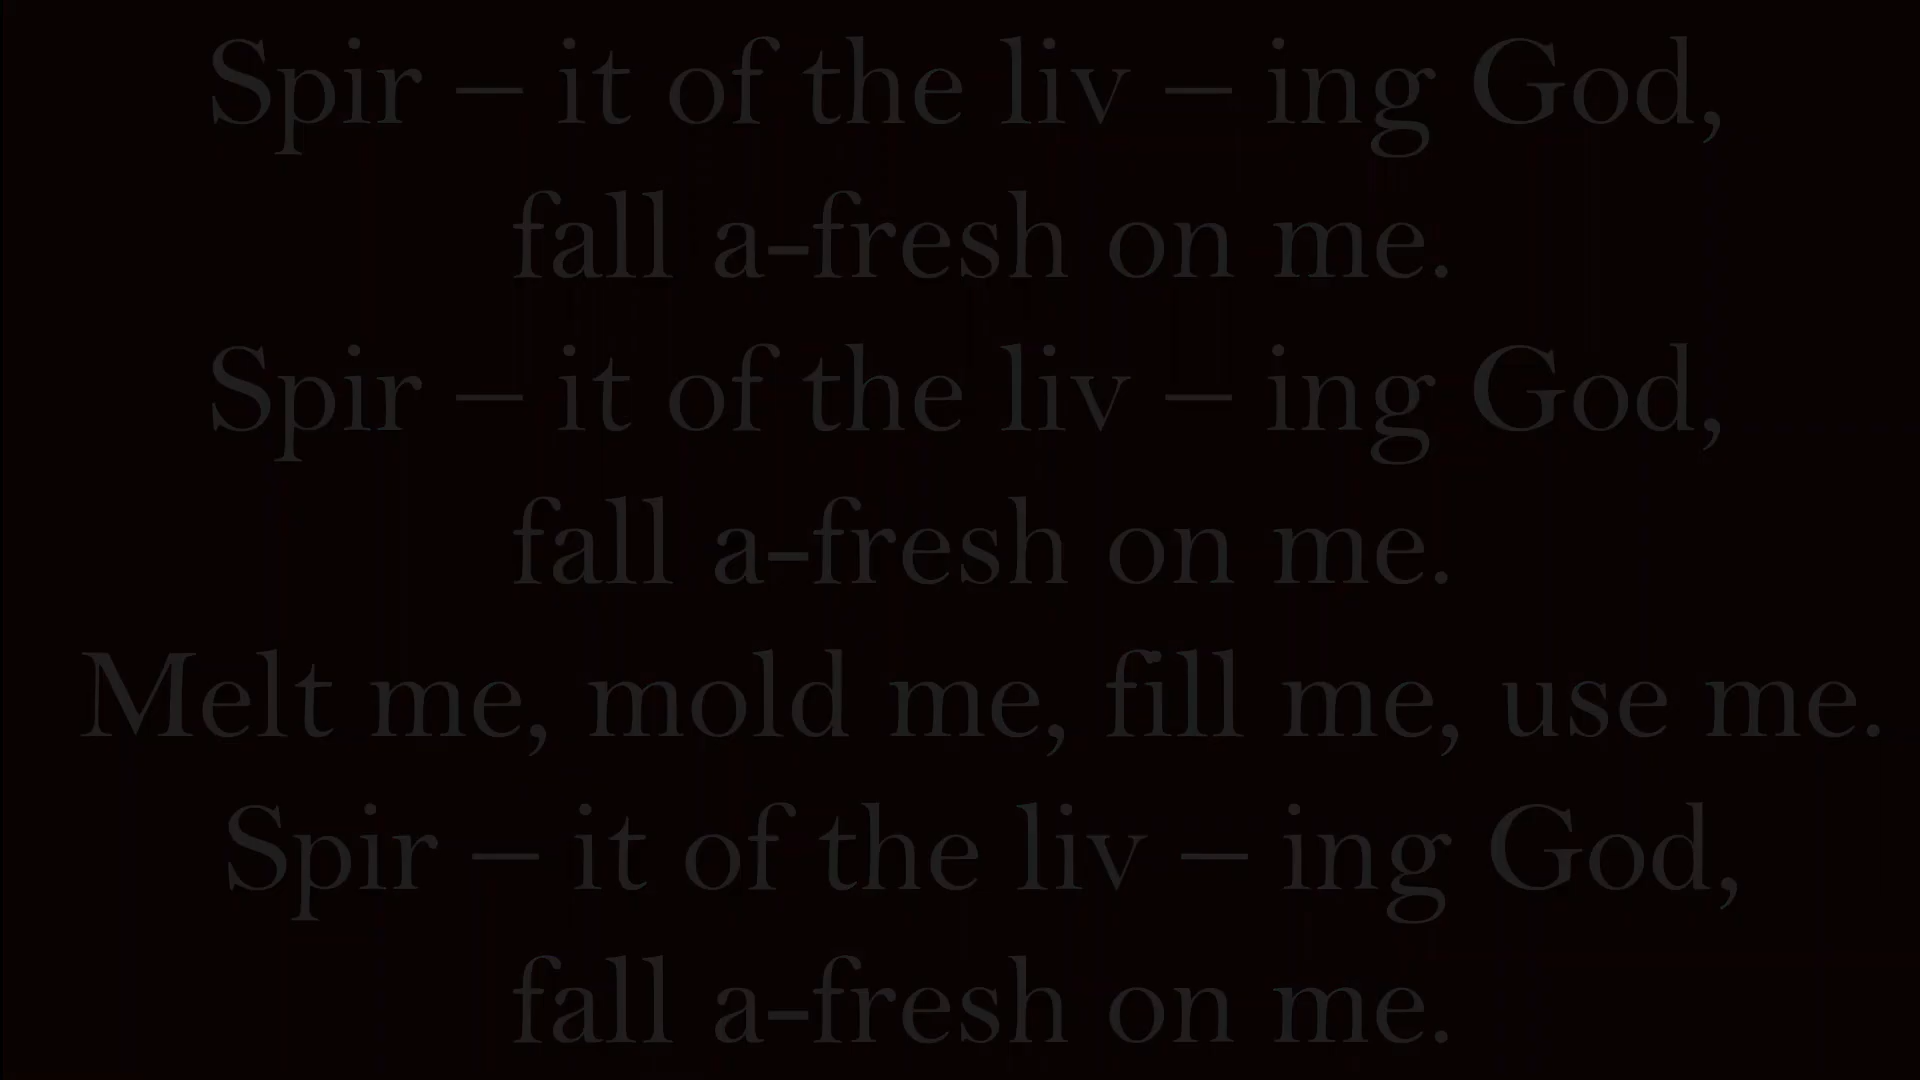 Spir – it of the liv – ing God,
fall a-fresh on me.
Spir – it of the liv – ing God,
fall a-fresh on me.
Melt me, mold me, fill me, use me.
Spir – it of the liv – ing God,
fall a-fresh on me.